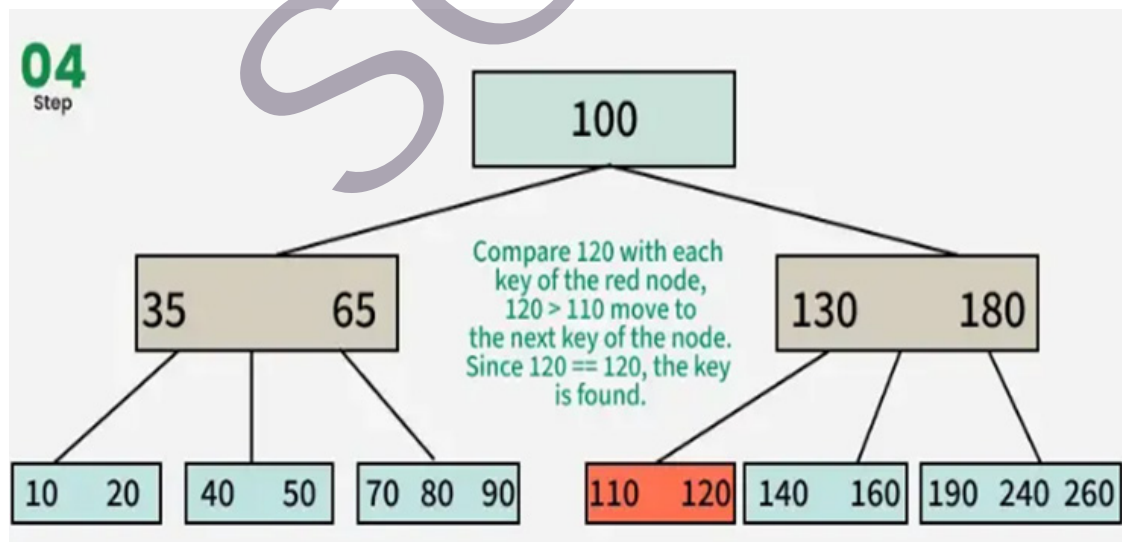 04
Step
100
Compare 120 with each
key of the red node,
120 > 110 move to
the next key of the node.
Since 120 == 120, the key
is found.
35 65
130 180
10 20
40 50
70 80 90
110 120
140 160
190 240 260